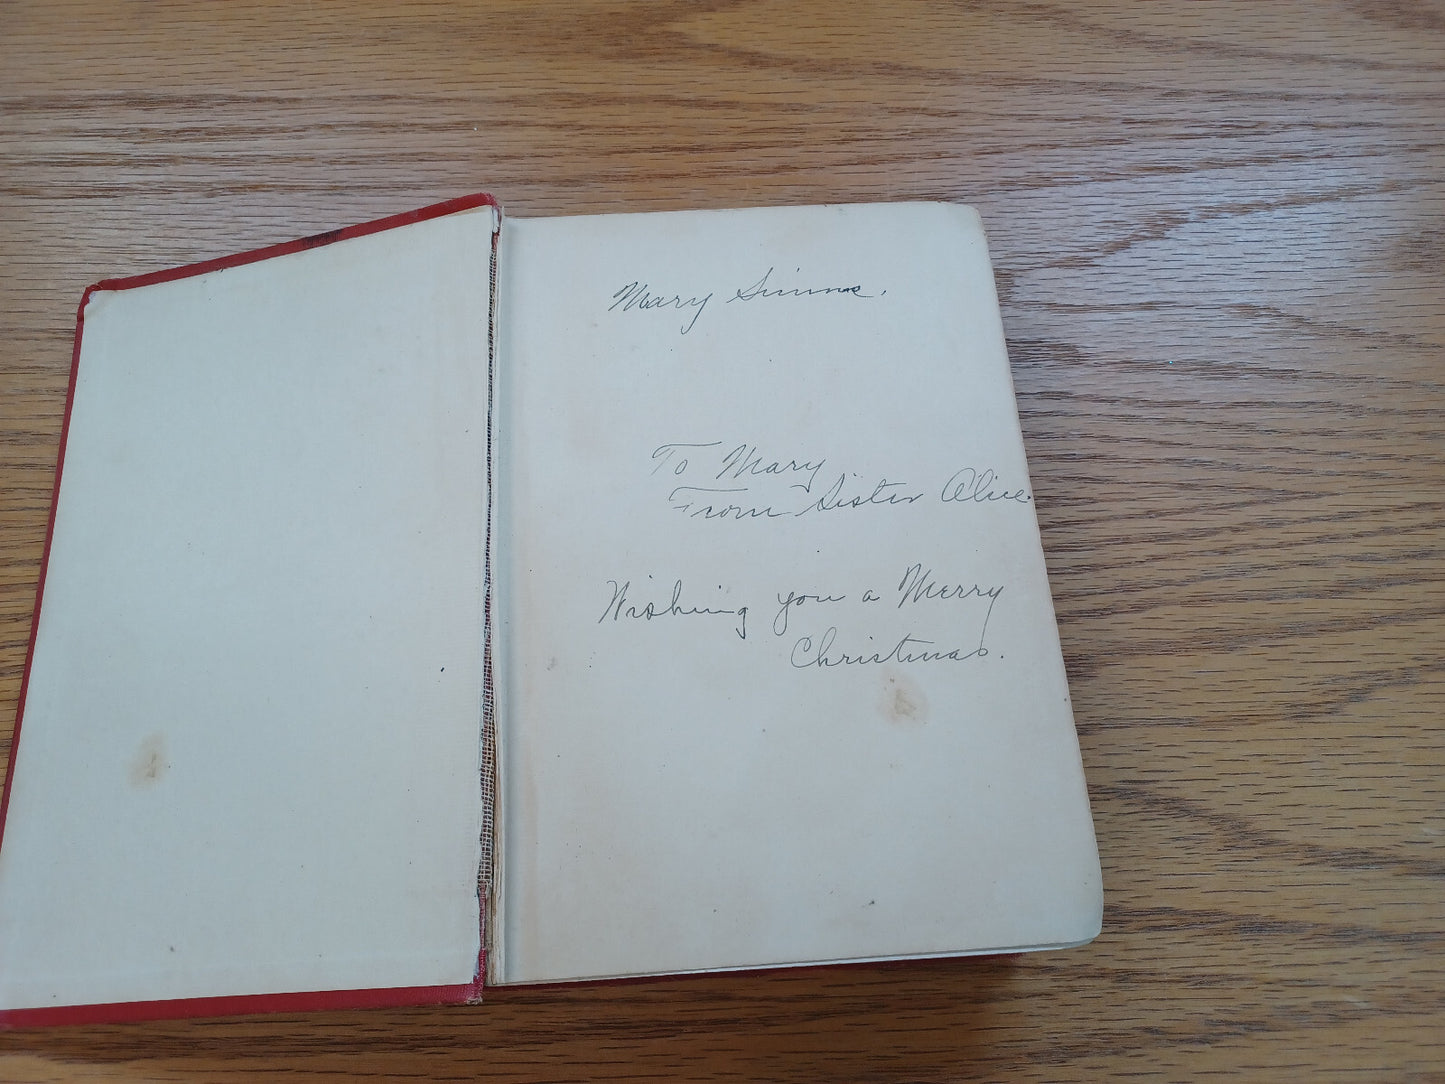 Mary Simms.
To Mary
From Sister Alice.
Wishing you a Merry
Christmas.